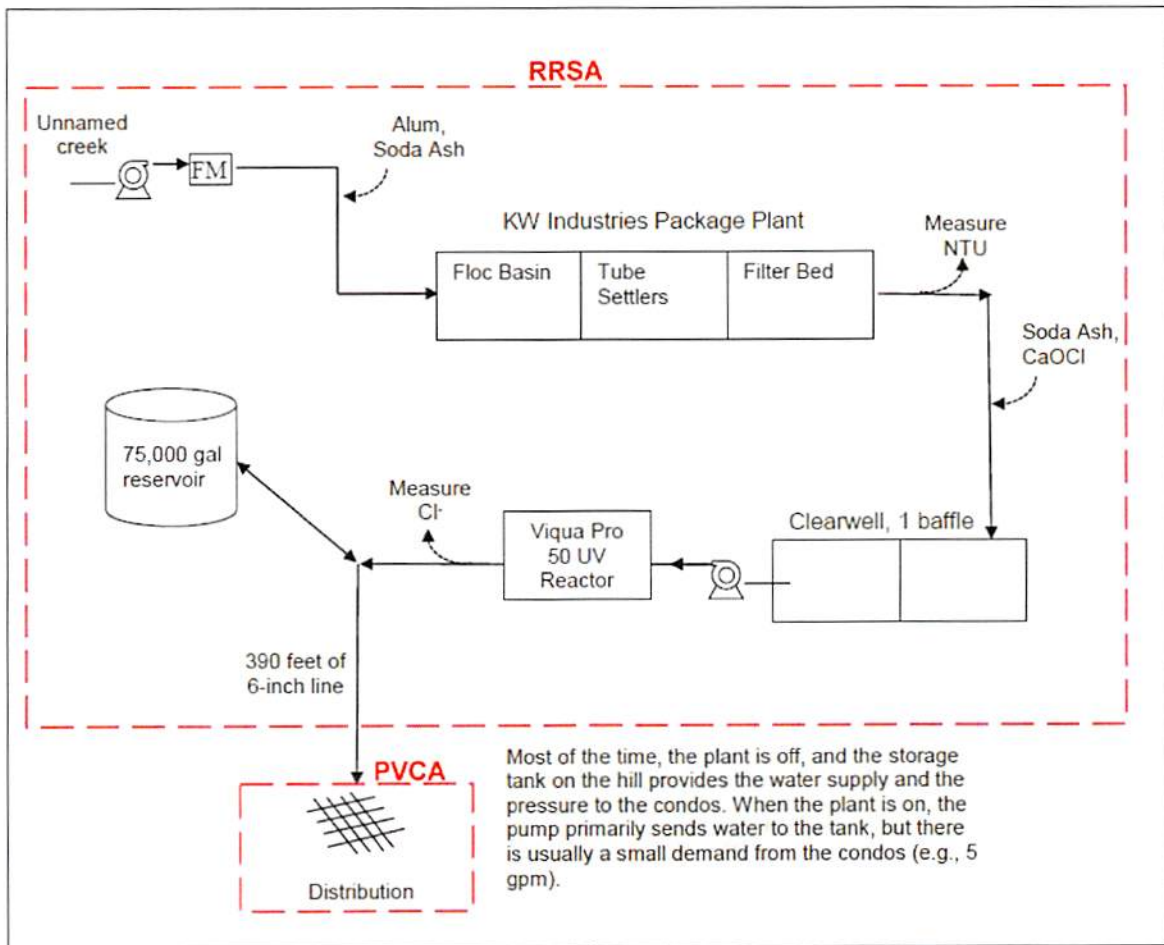 RRSA
Unnamed
creek
FM
Alum,
Soda Ash
KW Industries Package Plant
Floc Basin
Tube
Settlers
Filter Bed
Measure
NTU
Soda Ash,
CaOCl
75,000 gal
reservoir
Measure
Cl-
Viqua Pro
50 UV
Reactor
Clearwell, 1 baffle
390 feet of
6-inch line
PVCA
Distribution
Most of the time, the plant is off, and the storage
tank on the hill provides the water supply and the
pressure to the condos. When the plant is on, the
pump primarily sends water to the tank, but there
is usually a small demand from the condos (e.g., 5
gpm).